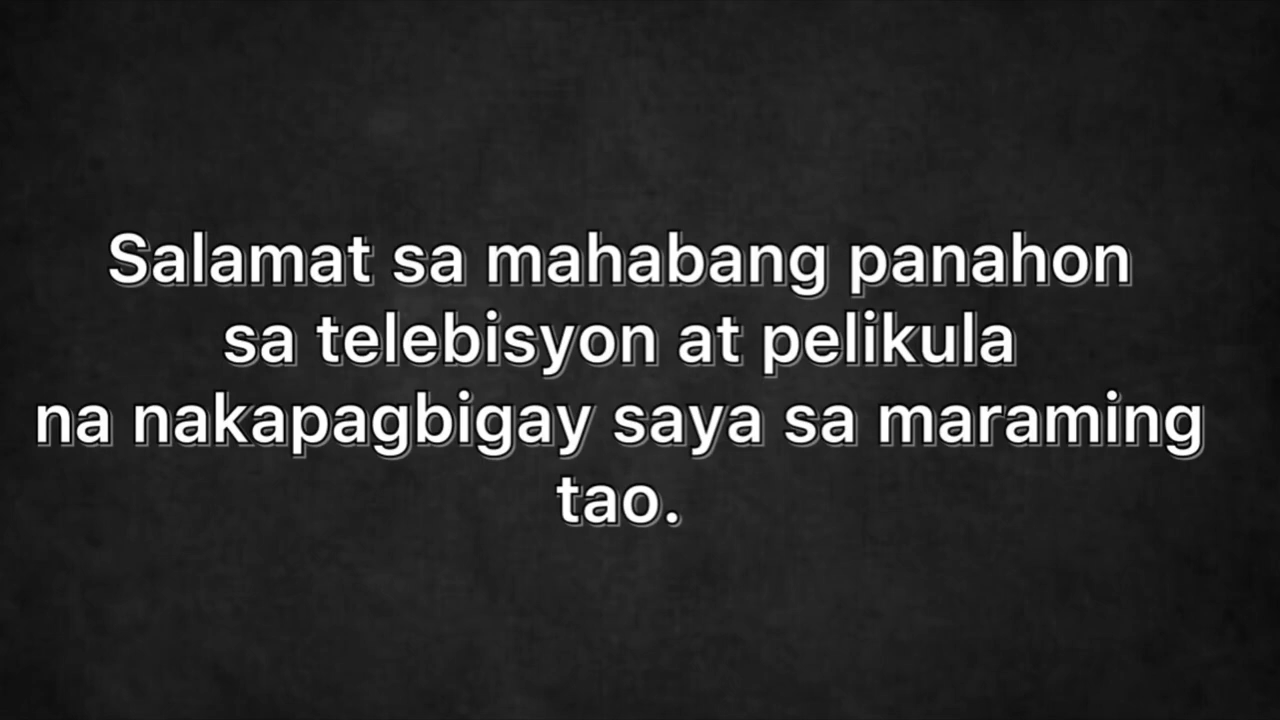 Salamat sa mahabang panahon
sa telebisyon at pelikula
na nakapagbigay saya sa maraming
tao.